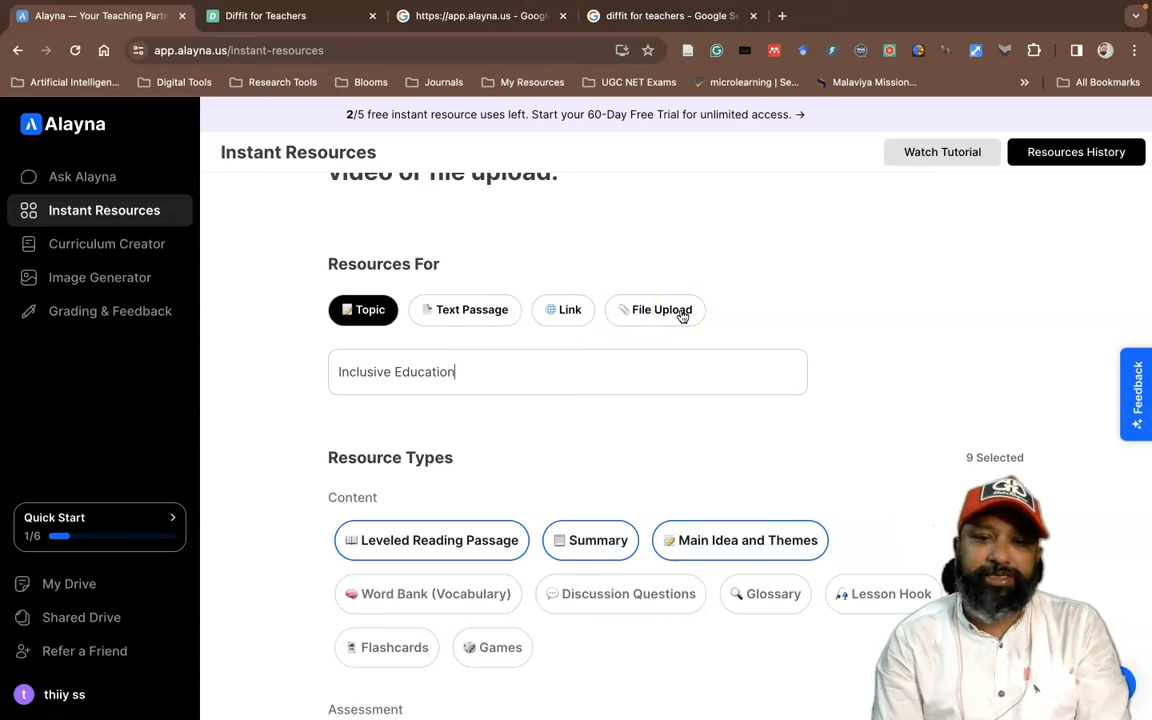 Alayna — Your Teaching Partn
Diffit for Teachers
https://app.alayna.us - Googl
diffit for teachers - Google Se
app.alayna.us/instant-resources
Artificial Intelligen...
Digital Tools
Research Tools
Blooms
Journals
My Resources
UGC NET Exams
microlearning | Se...
Malaviya Mission...
All Bookmarks
Alayna
2/5 free instant resource uses left. Start your 60-Day Free Trial for unlimited access. →
Instant Resources
Watch Tutorial
Resources History
video or file upload.
Ask Alayna
Instant Resources
Curriculum Creator
Image Generator
Grading & Feedback
Resources For
Topic
Text Passage
Link
File Upload
Inclusive Education
Feedback
Resource Types
9 Selected
Content
Leveled Reading Passage
Summary
Main Idea and Themes
Word Bank (Vocabulary)
Discussion Questions
Glossary
Lesson Hook
Flashcards
Games
Assessment
Quick Start
1/6
My Drive
Shared Drive
Refer a Friend
t thiiy ss